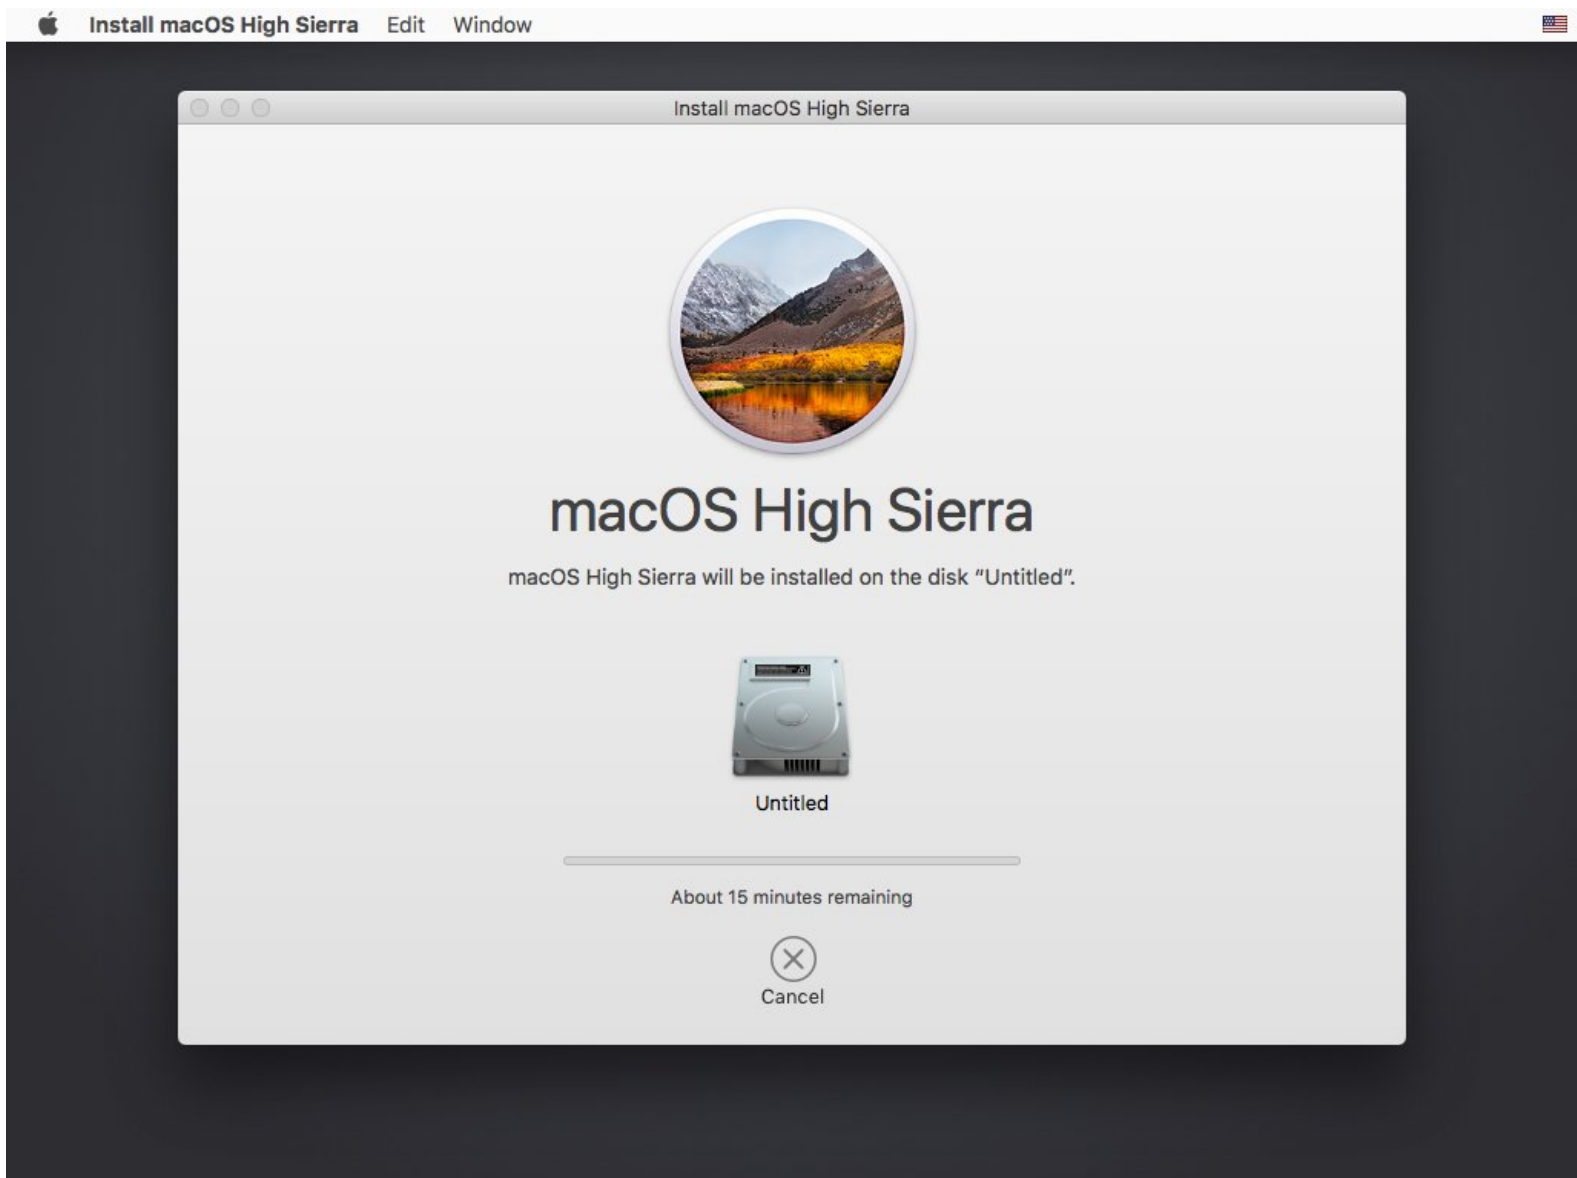 Install macOS High Sierra Edit Window
Install macOS High Sierra
macOS High Sierra
macOS High Sierra will be installed on the disk “Untitled”.
Untitled
About 15 minutes remaining
Cancel